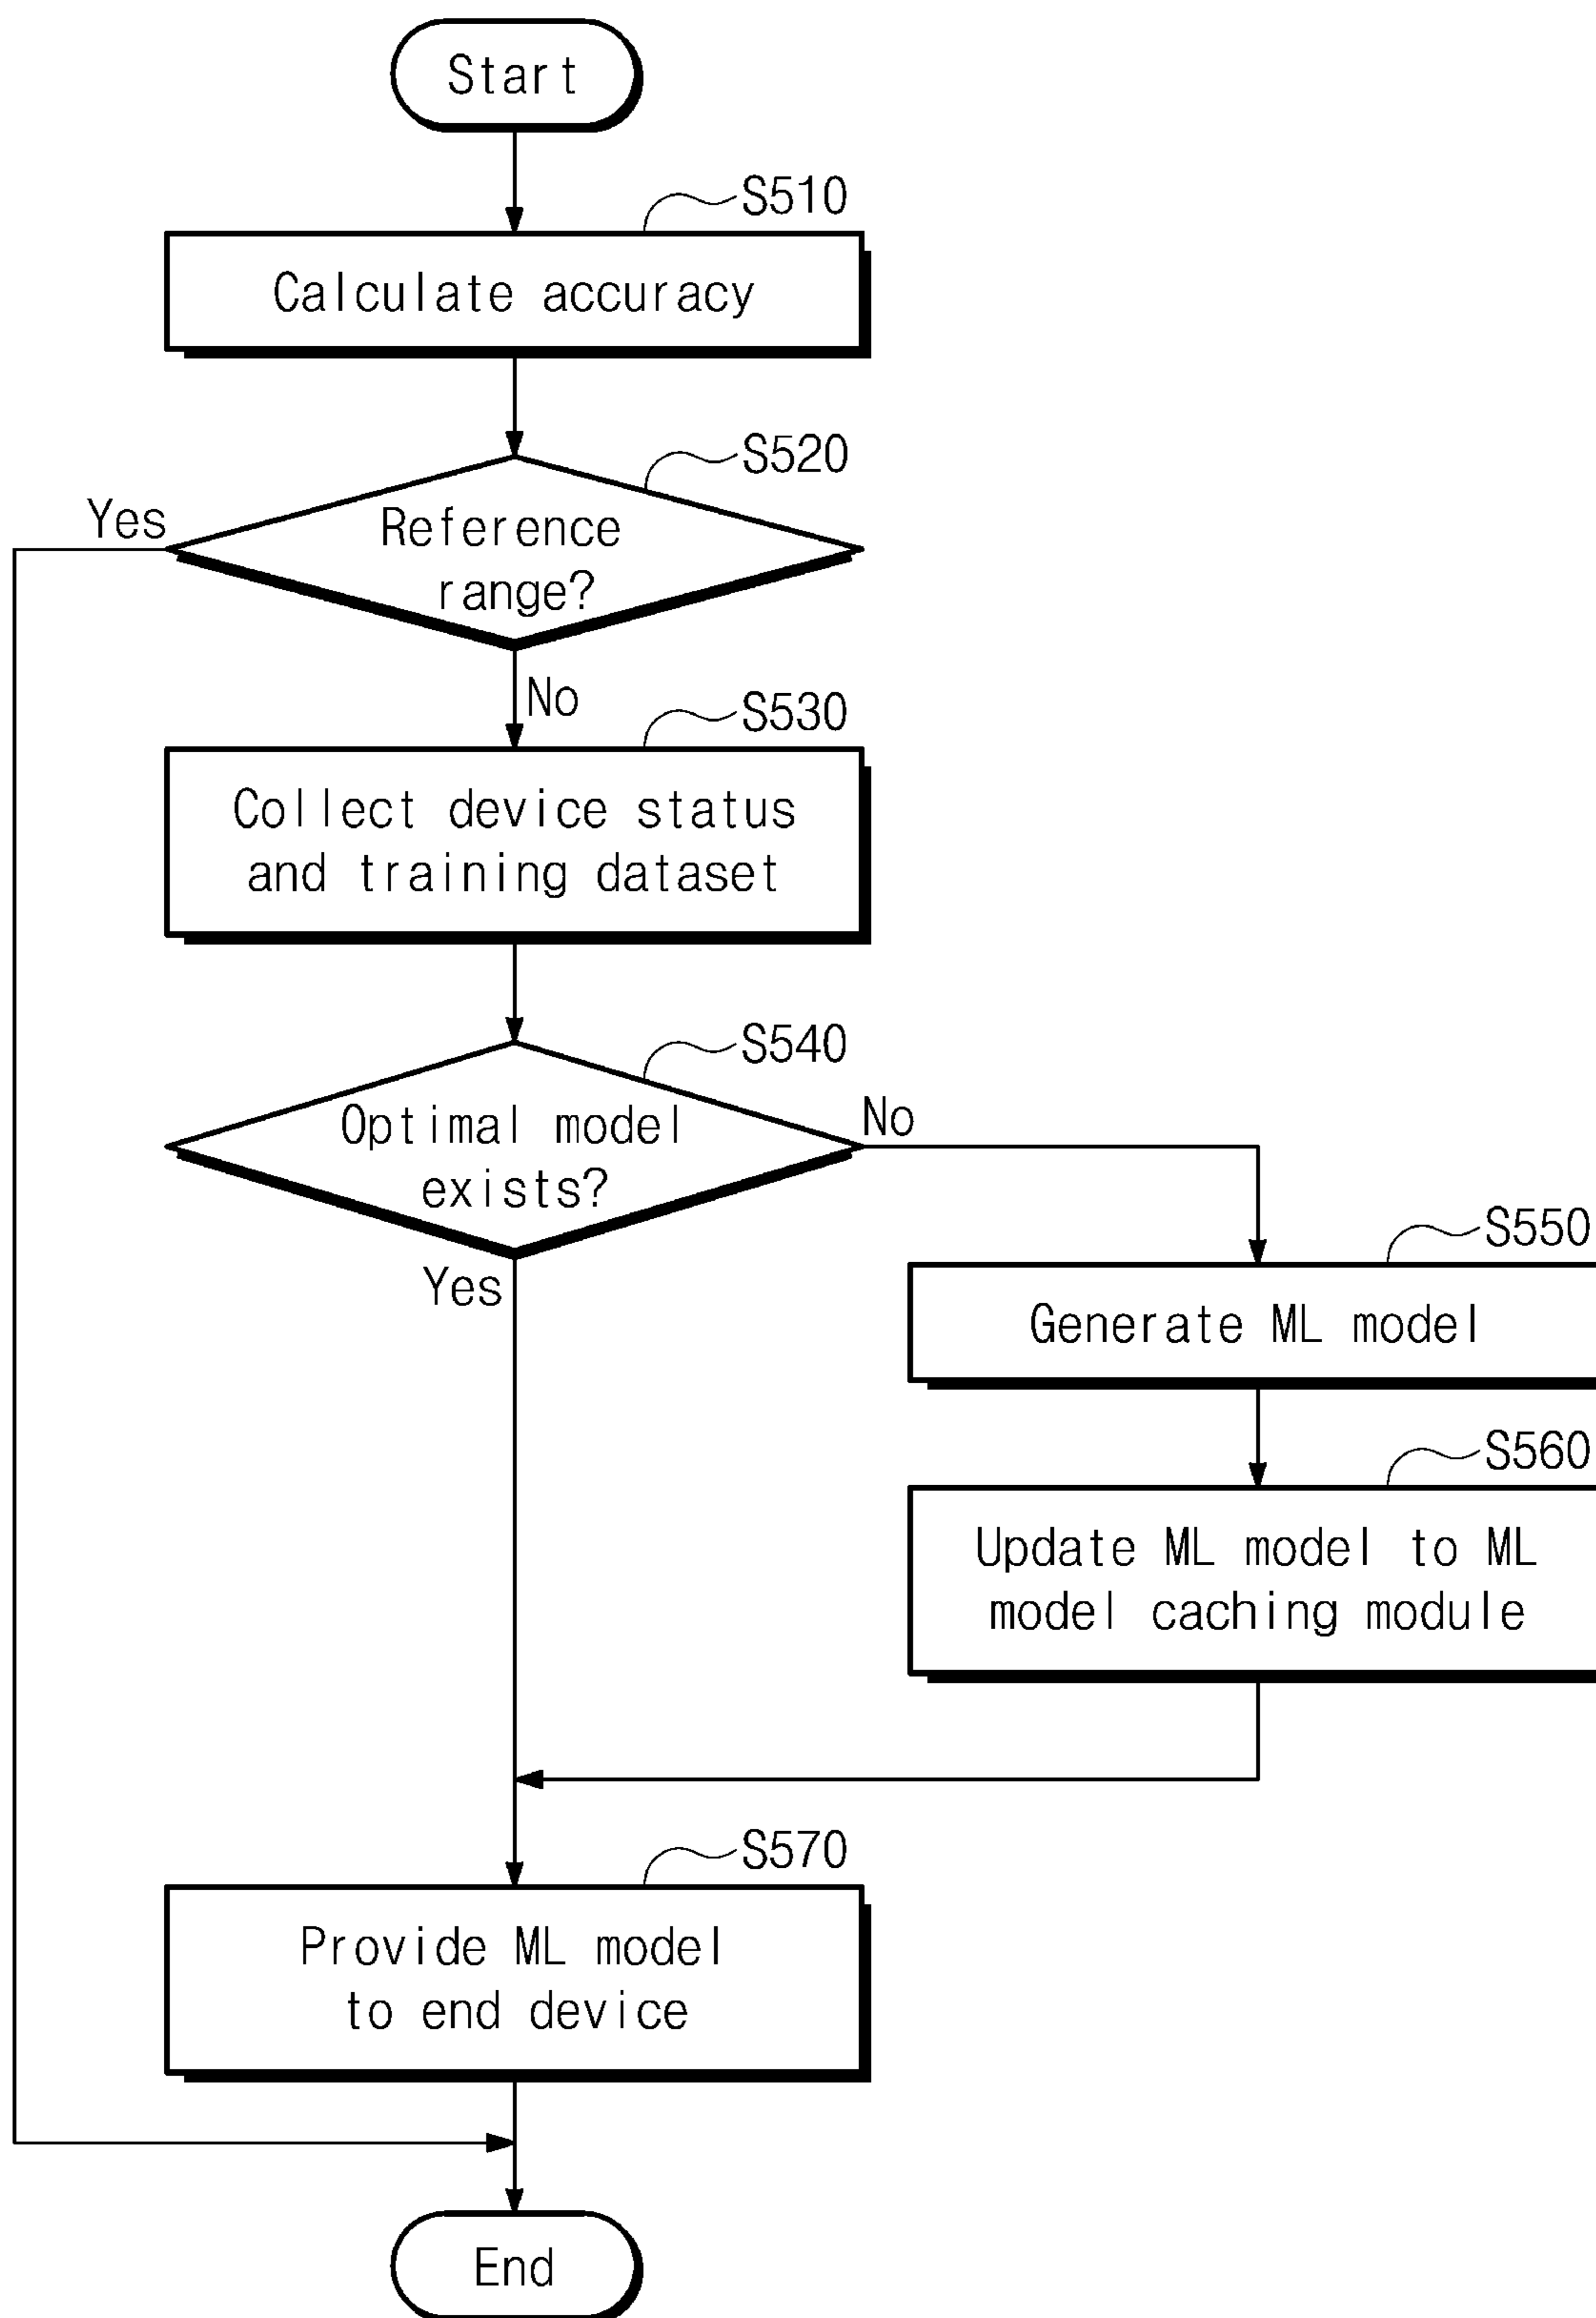 Start
S510
Calculate accuracy
S520
Yes
Reference
range?
No
S530
Collect device status
and training dataset
S540
Optimal model
exists?
No
Yes
S550
Generate ML model
S560
Update ML model to ML
model caching module
S570
Provide ML model
to end device
End